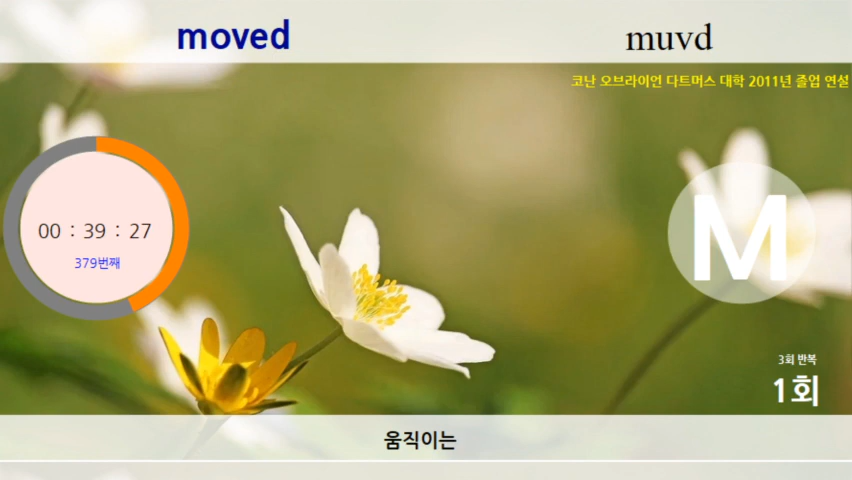 moved
muvd
코난 오브라이언 다트머스 대학 2011년 졸업 연설
00 : 39 : 27
379번째
M
3회 반복
1회
움직이는